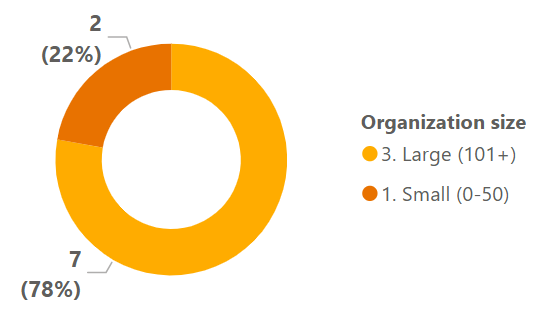 2
(22%)
Organization size
3. Large (101+)
1. Small (0-50)
7
(78%)